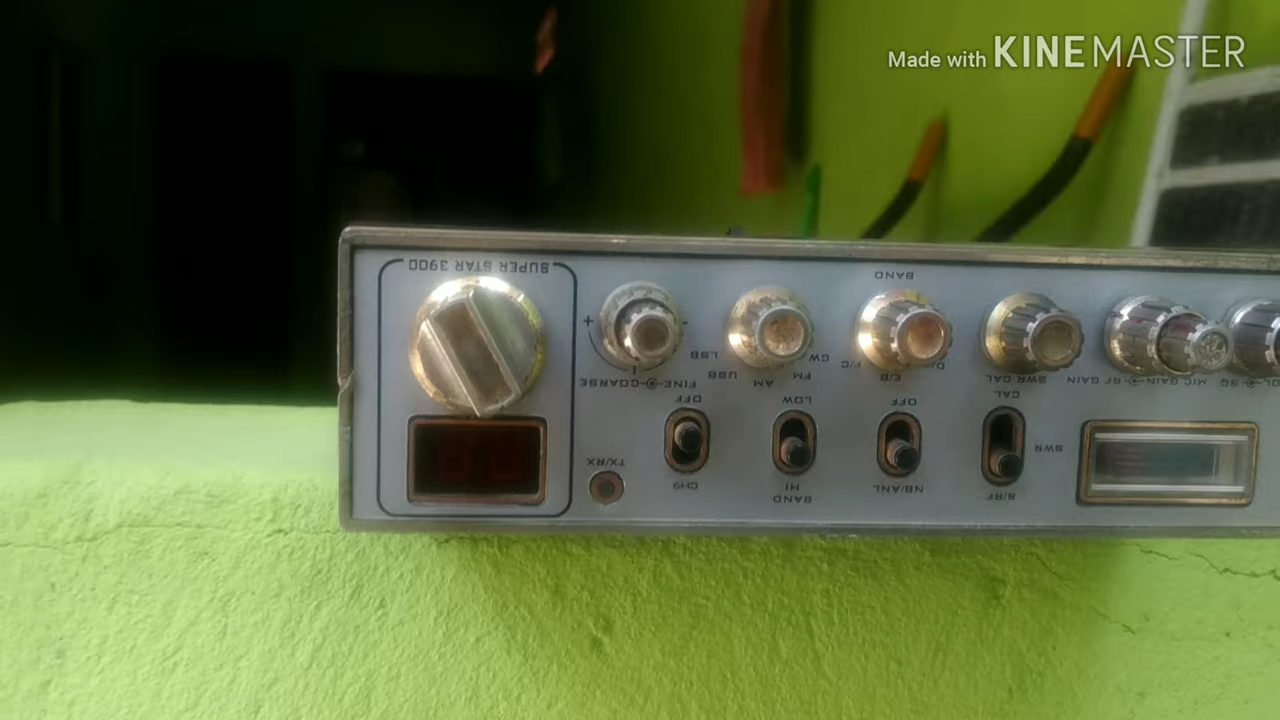 Made with KINEMASTER
SUPER STAR 3900
BAND
+ -
LSB USB AM FM CW
F/C E/B
FINE COARSE
SWR CAL
MIC GAIN RF GAIN
SQ
OFF
LOW
OFF
CAL
SWR
TX/RX
CH9
HI
BAND
NB/ANL
S/RF